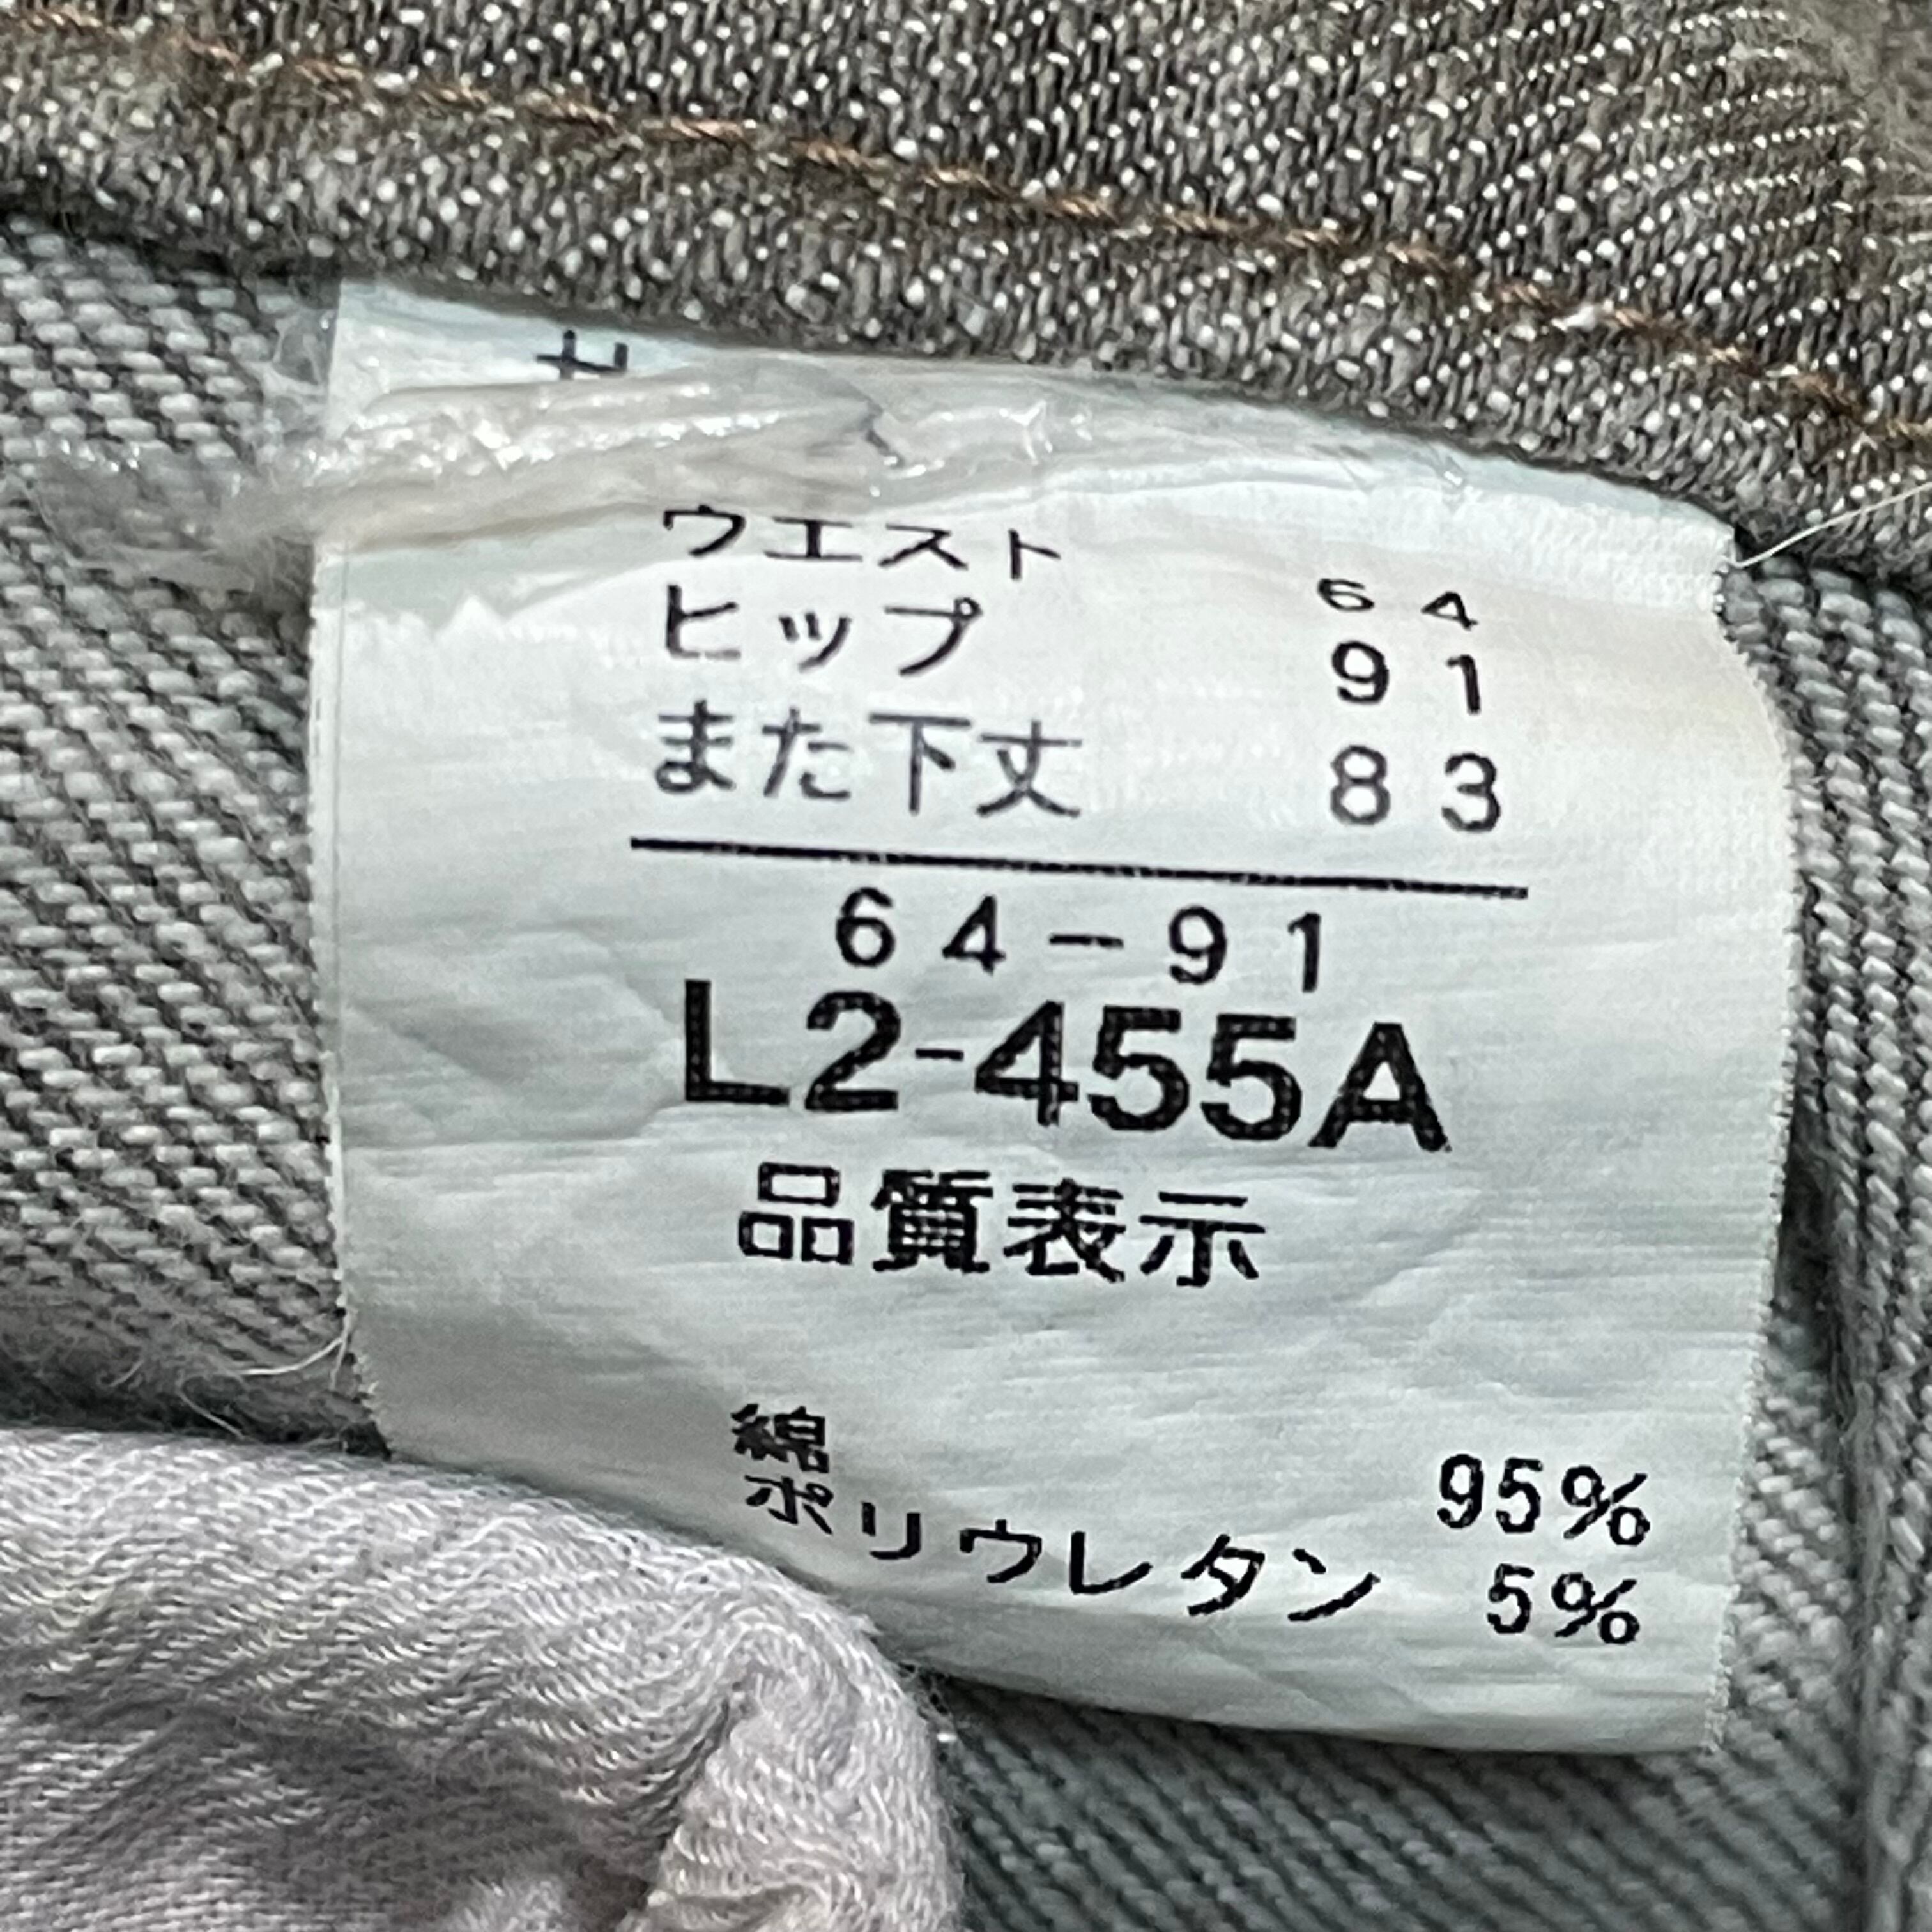 ウエスト 64
ヒップ 91
また下丈 83
64-91
L2-455A
品質表示
綿 95%
ポリウレタン 5%